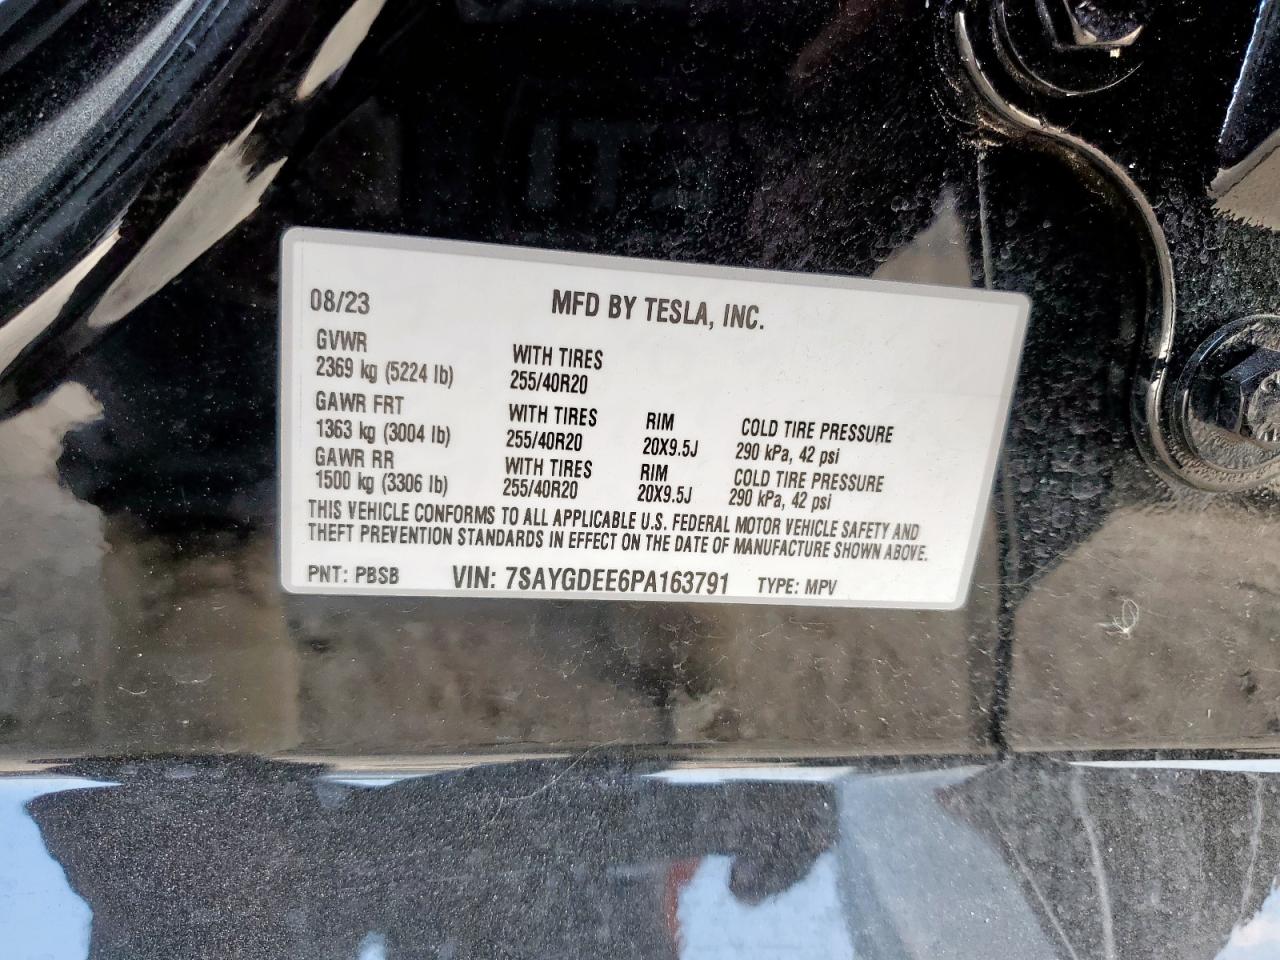 08/23 MFD BY TESLA, INC.
GVWR
2369 kg (5224 lb) WITH TIRES
255/40R20
GAWR FRT WITH TIRES RIM COLD TIRE PRESSURE
1363 kg (3004 lb) 255/40R20 20X9.5J 290 kPa, 42 psi
GAWR RR WITH TIRES RIM COLD TIRE PRESSURE
1500 kg (3306 lb) 255/40R20 20X9.5J 290 kPa, 42 psi
THIS VEHICLE CONFORMS TO ALL APPLICABLE U.S. FEDERAL MOTOR VEHICLE SAFETY AND
THEFT PREVENTION STANDARDS IN EFFECT ON THE DATE OF MANUFACTURE SHOWN ABOVE.
PNT: PBSB VIN: 7SAYGDEE6PA163791 TYPE: MPV